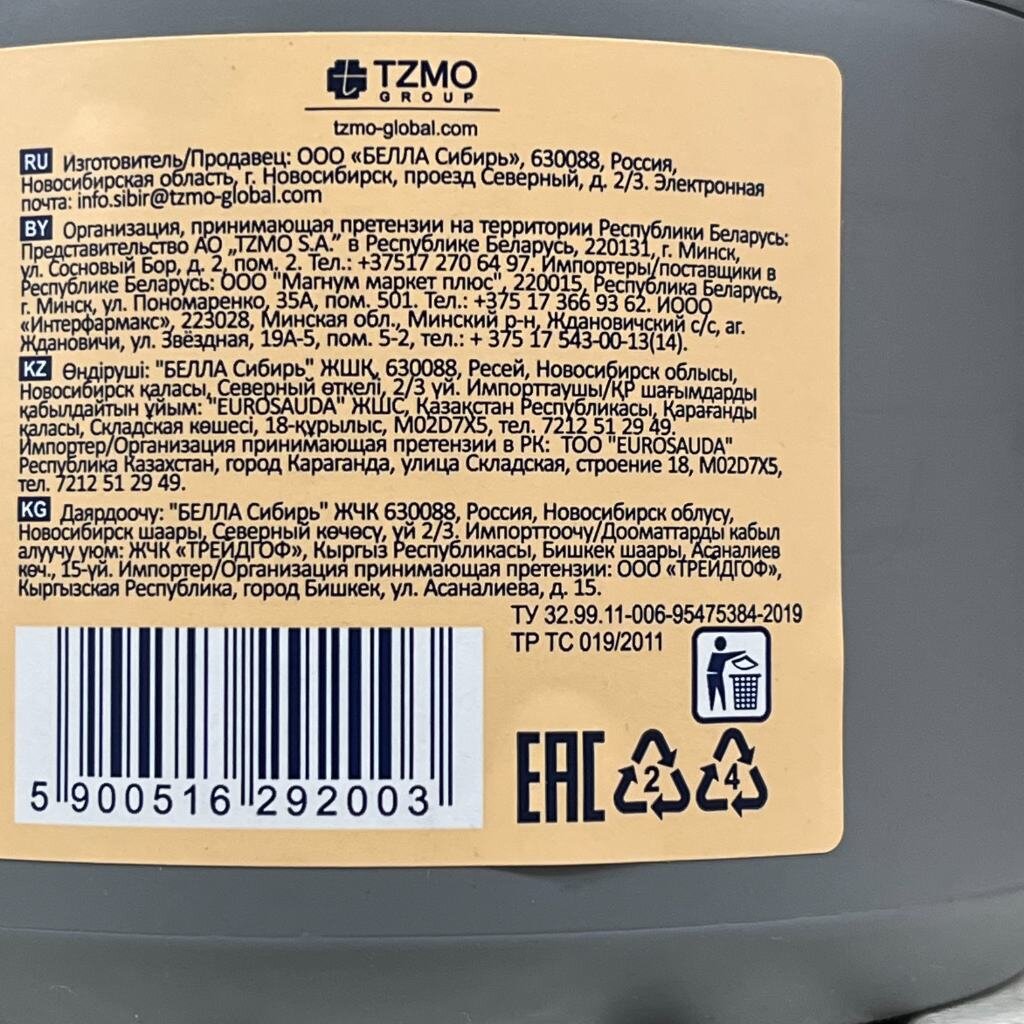 TZMO
GROUP
tzmo-global.com
RU Изготовитель/Продавец: ООО «БЕЛЛА Сибирь», 630088, Россия,
Новосибирская область, г. Новосибирск, проезд Северный, д. 2/3. Электронная
почта: info.sibir@tzmo-global.com
BY Организация, принимающая претензии на территории Республики Беларусь:
Представительство АО „TZMO S.A.” в Республике Беларусь, 220131, г. Минск,
ул. Сосновый Бор, д. 2, пом. 2. Тел.: +37517 270 64 97. Импортеры/поставщики в
Республике Беларусь: ООО "Магнум маркет плюс", 220015, Республика Беларусь,
г. Минск, ул. Пономаренко, 35А, пом. 501. Тел.: +375 17 366 93 62. ИООО
«Интерфармакс», 223028, Минская обл., Минский р-н, Ждановичский с/с, аг.
Ждановичи, ул. Звёздная, 19А-5, пом. 5-2, тел.: + 375 17 543-00-13(14).
KZ Өндіруші: "БЕЛЛА Сибирь" ЖШҚ, 630088, Ресей, Новосибирск облысы,
Новосибирск қаласы, Северный өткелі, 2/3 үй. Импорттаушы/ҚР шағымдарды
қабылдайтын ұйым: "EUROSAUDA" ЖШС, Қазақстан Республикасы, Қарағанды
қаласы, Складская көшесі, 18-құрылыс, M02D7X5, тел. 7212 51 29 49.
Импортер/Организация принимающая претензии в РК: ТОО "EUROSAUDA"
Республика Казахстан, город Караганда, улица Складская, строение 18, M02D7X5,
тел. 7212 51 29 49.
KG Даярдоочу: "БЕЛЛА Сибирь" ЖЧК 630088, Россия, Новосибирск облусу,
Новосибирск шаары, Северный көчөсү, үй 2/3. Импорттоочу/Дооматтарды кабыл
алуучу уюм: ЖЧК «ТРЕЙДГОФ», Кыргыз Республикасы, Бишкек шаары, Асаналиев
көч., 15-үй. Импортер/Организация принимающая претензии: ООО «ТРЕЙДГОФ»,
Кыргызская Республика, город Бишкек, ул. Асаналиева, д. 15.
ТУ 32.99.11-006-95475384-2019
ТР ТС 019/2011
5 900516 292003
EAC 2 4